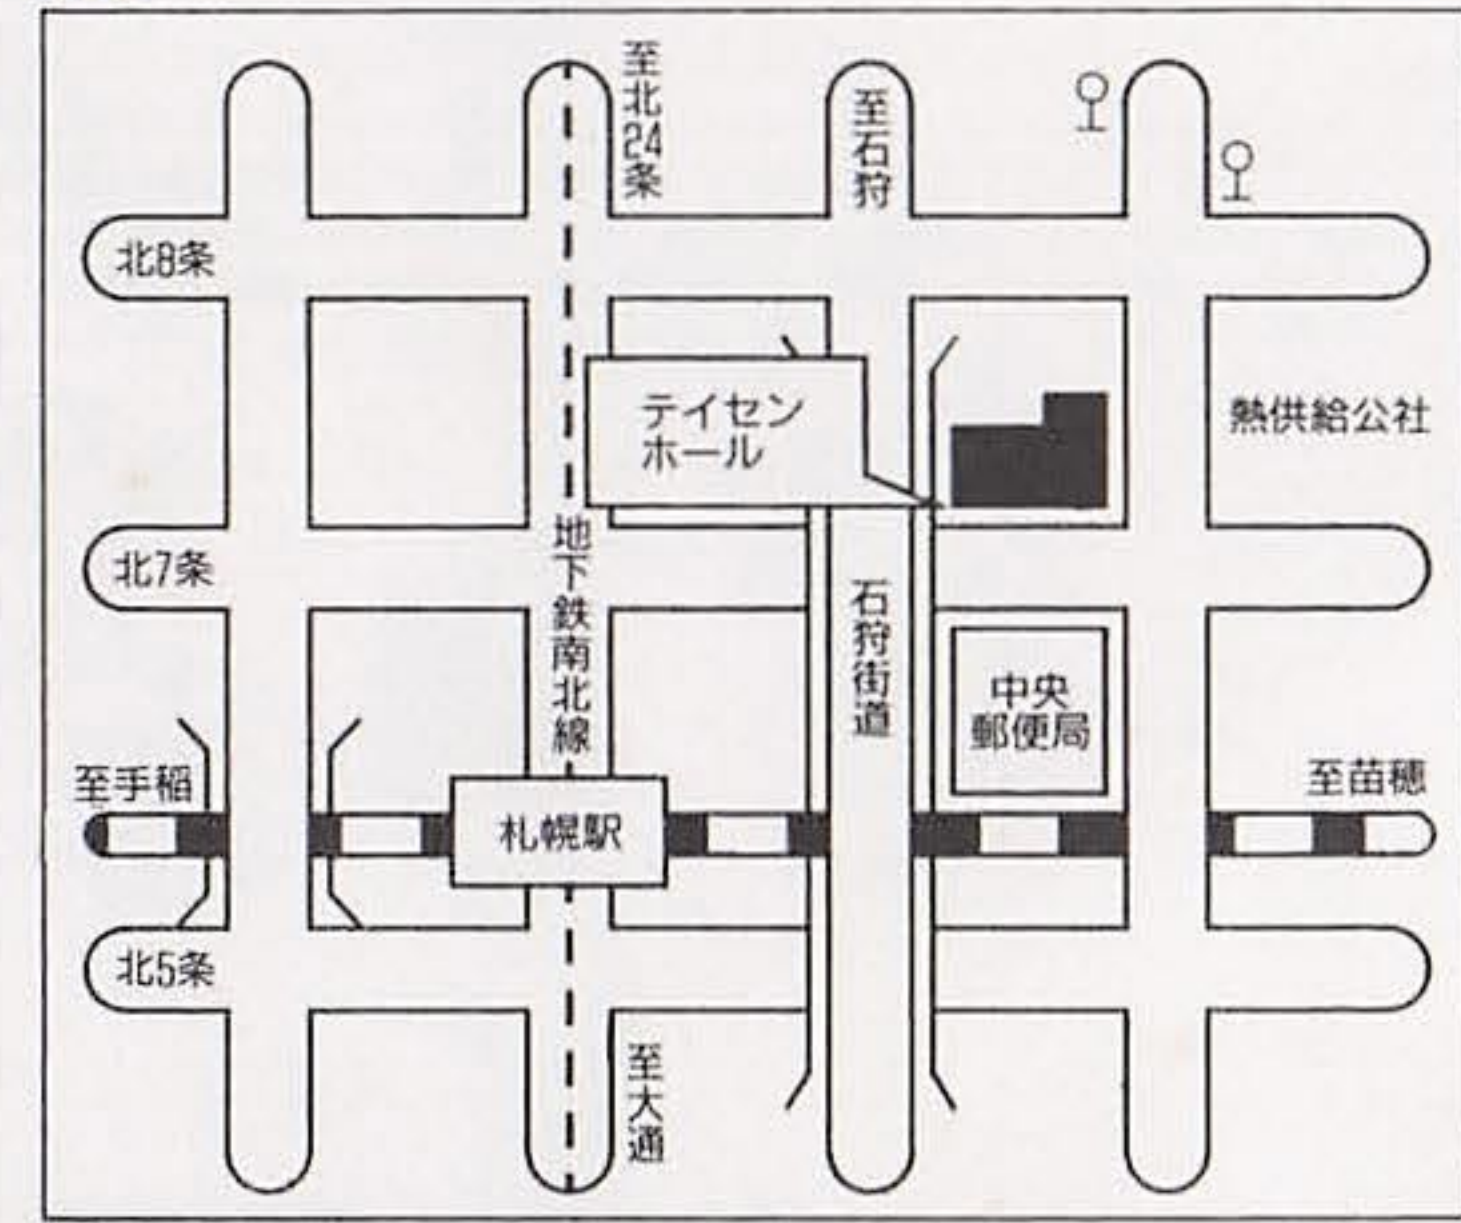 至北24条
至石狩
北8条
テイセン
ホール
熱供給公社
北7条
地下鉄南北線
石狩街道
中央
郵便局
至手稲
札幌駅
至苗穂
北5条
至大通